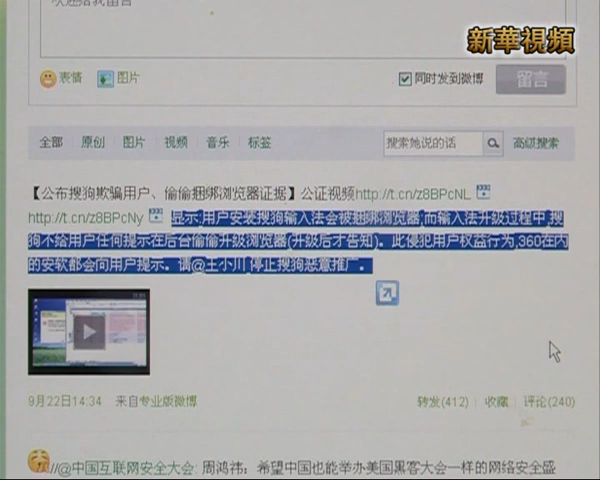 欢迎给我留言
新華視頻
表情 图片 同时发到微博 留言
全部 原创 图片 视频 音乐 标签 搜索她说的话 高级搜索
【公布搜狗欺骗用户、偷偷捆绑浏览器证据】公证视频http://t.cn/z8BPcNL
http://t.cn/z8BPcNy 显示,用户安装搜狗输入法会被捆绑浏览器,而输入法升级过程中,搜
狗不给用户任何提示在后台偷偷升级浏览器(升级后才告知)。此侵犯用户权益行为,360在内
的安软都会向用户提示。请@王小川 停止搜狗恶意推广。
9月22日14:34 来自专业版微博 转发(412) 收藏 评论(240)
//@中国互联网安全大会: 周鸿祎：希望中国也能举办美国黑客大会一样的网络安全盛